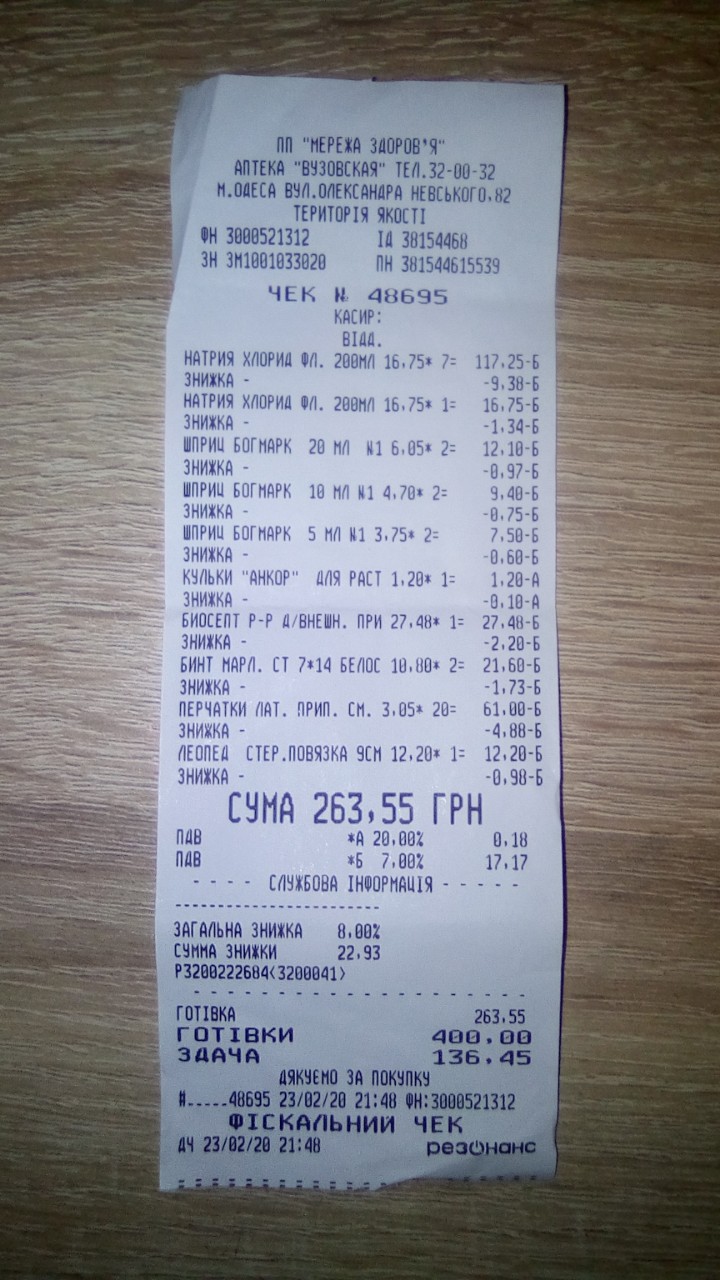 ПП "МЕРЕЖА ЗДОРОВ'Я"
АПТЕКА "ВУЗОВСКАЯ" ТЕЛ.32-00-32
М.ОДЕСА ВУЛ.ОЛЕКСАНДРА НЕВСЬКОГО,82
ТЕРИТОРІЯ ЯКОСТІ
ФН 3000521312 ІД 38154468
ЗН ЗМ1001033020 ПН 381544615539
ЧЕК № 48695
КАСИР:
ВІДД.
НАТРИЯ ХЛОРИД ФЛ. 200МЛ 16,75* 7= 117,25-Б
ЗНИЖКА - -9,38-Б
НАТРИЯ ХЛОРИД ФЛ. 200МЛ 16,75* 1= 16,75-Б
ЗНИЖКА - -1,34-Б
ШПРИЦ БОГМАРК 20 МЛ N1 6,05* 2= 12,10-Б
ЗНИЖКА - -0,97-Б
ШПРИЦ БОГМАРК 10 МЛ N1 4,70* 2= 9,40-Б
ЗНИЖКА - -0,75-Б
ШПРИЦ БОГМАРК 5 МЛ N1 3,75* 2= 7,50-Б
ЗНИЖКА - -0,60-Б
КУЛЬКИ "АНКОР" ДЛЯ РАСТ 1,20* 1= 1,20-А
ЗНИЖКА - -0,10-А
БИОСЕПТ Р-Р Д/ВНЕШН. ПРИ 27,48* 1= 27,48-Б
ЗНИЖКА - -2,20-Б
БИНТ МАРЛ. СТ 7*14 БЕЛОС 10,80* 2= 21,60-Б
ЗНИЖКА - -1,73-Б
ПЕРЧАТКИ ЛАТ. ПРИП. СМ. 3,05* 20= 61,00-Б
ЗНИЖКА - -4,88-Б
ЛЕОПЕД СТЕР.ПОВЯЗКА 9СМ 12,20* 1= 12,20-Б
ЗНИЖКА - -0,98-Б
СУМА 263,55 ГРН
ПДВ *А 20,00% 0,18
ПДВ *Б 7,00% 17,17
- - - - СЛУЖБОВА ІНФОРМАЦІЯ - - - - -
------------------------
ЗАГАЛЬНА ЗНИЖКА 8,00%
СУММА ЗНИЖКИ 22,93
Р3200222684<3200041>
- - - - - - - - - - - - - - - - - - - -
ГОТІВКА 263,55
ГОТІВКИ 400,00
ЗДАЧА 136,45
ДЯКУЄМО ЗА ПОКУПКУ
#.....48695 23/02/20 21:48 ФН:3000521312
ФІСКАЛЬНИЙ ЧЕК
ДЧ 23/02/20 21:48 резонанс